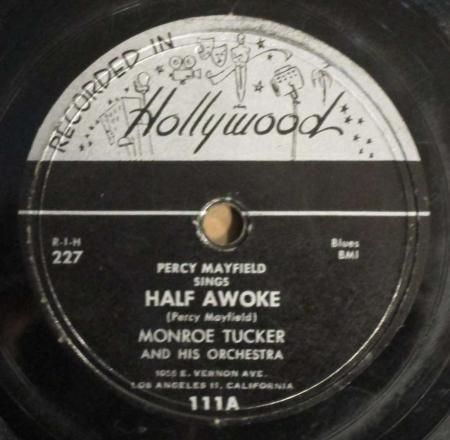 RECORDED IN
Hollywood
R-I-H
227
Blues
BMI
PERCY MAYFIELD
SINGS
HALF AWOKE
(Percy Mayfield)
MONROE TUCKER
AND HIS ORCHESTRA
1055 E. VERNON AVE.
LOS ANGELES 11, CALIFORNIA
111A